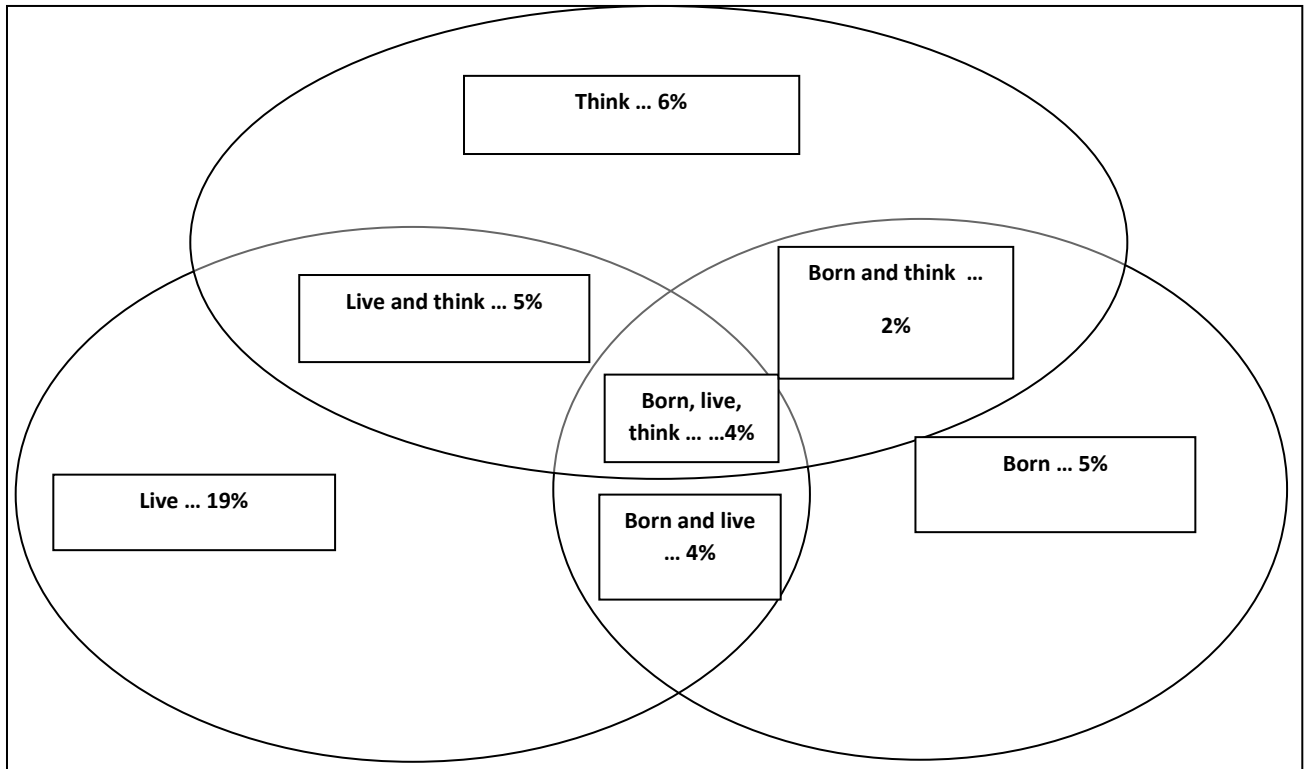 Think … 6%
Born and think …
2%
Live and think … 5%
Born, live,
think … …4%
Born … 5%
Live … 19%
Born and live
… 4%